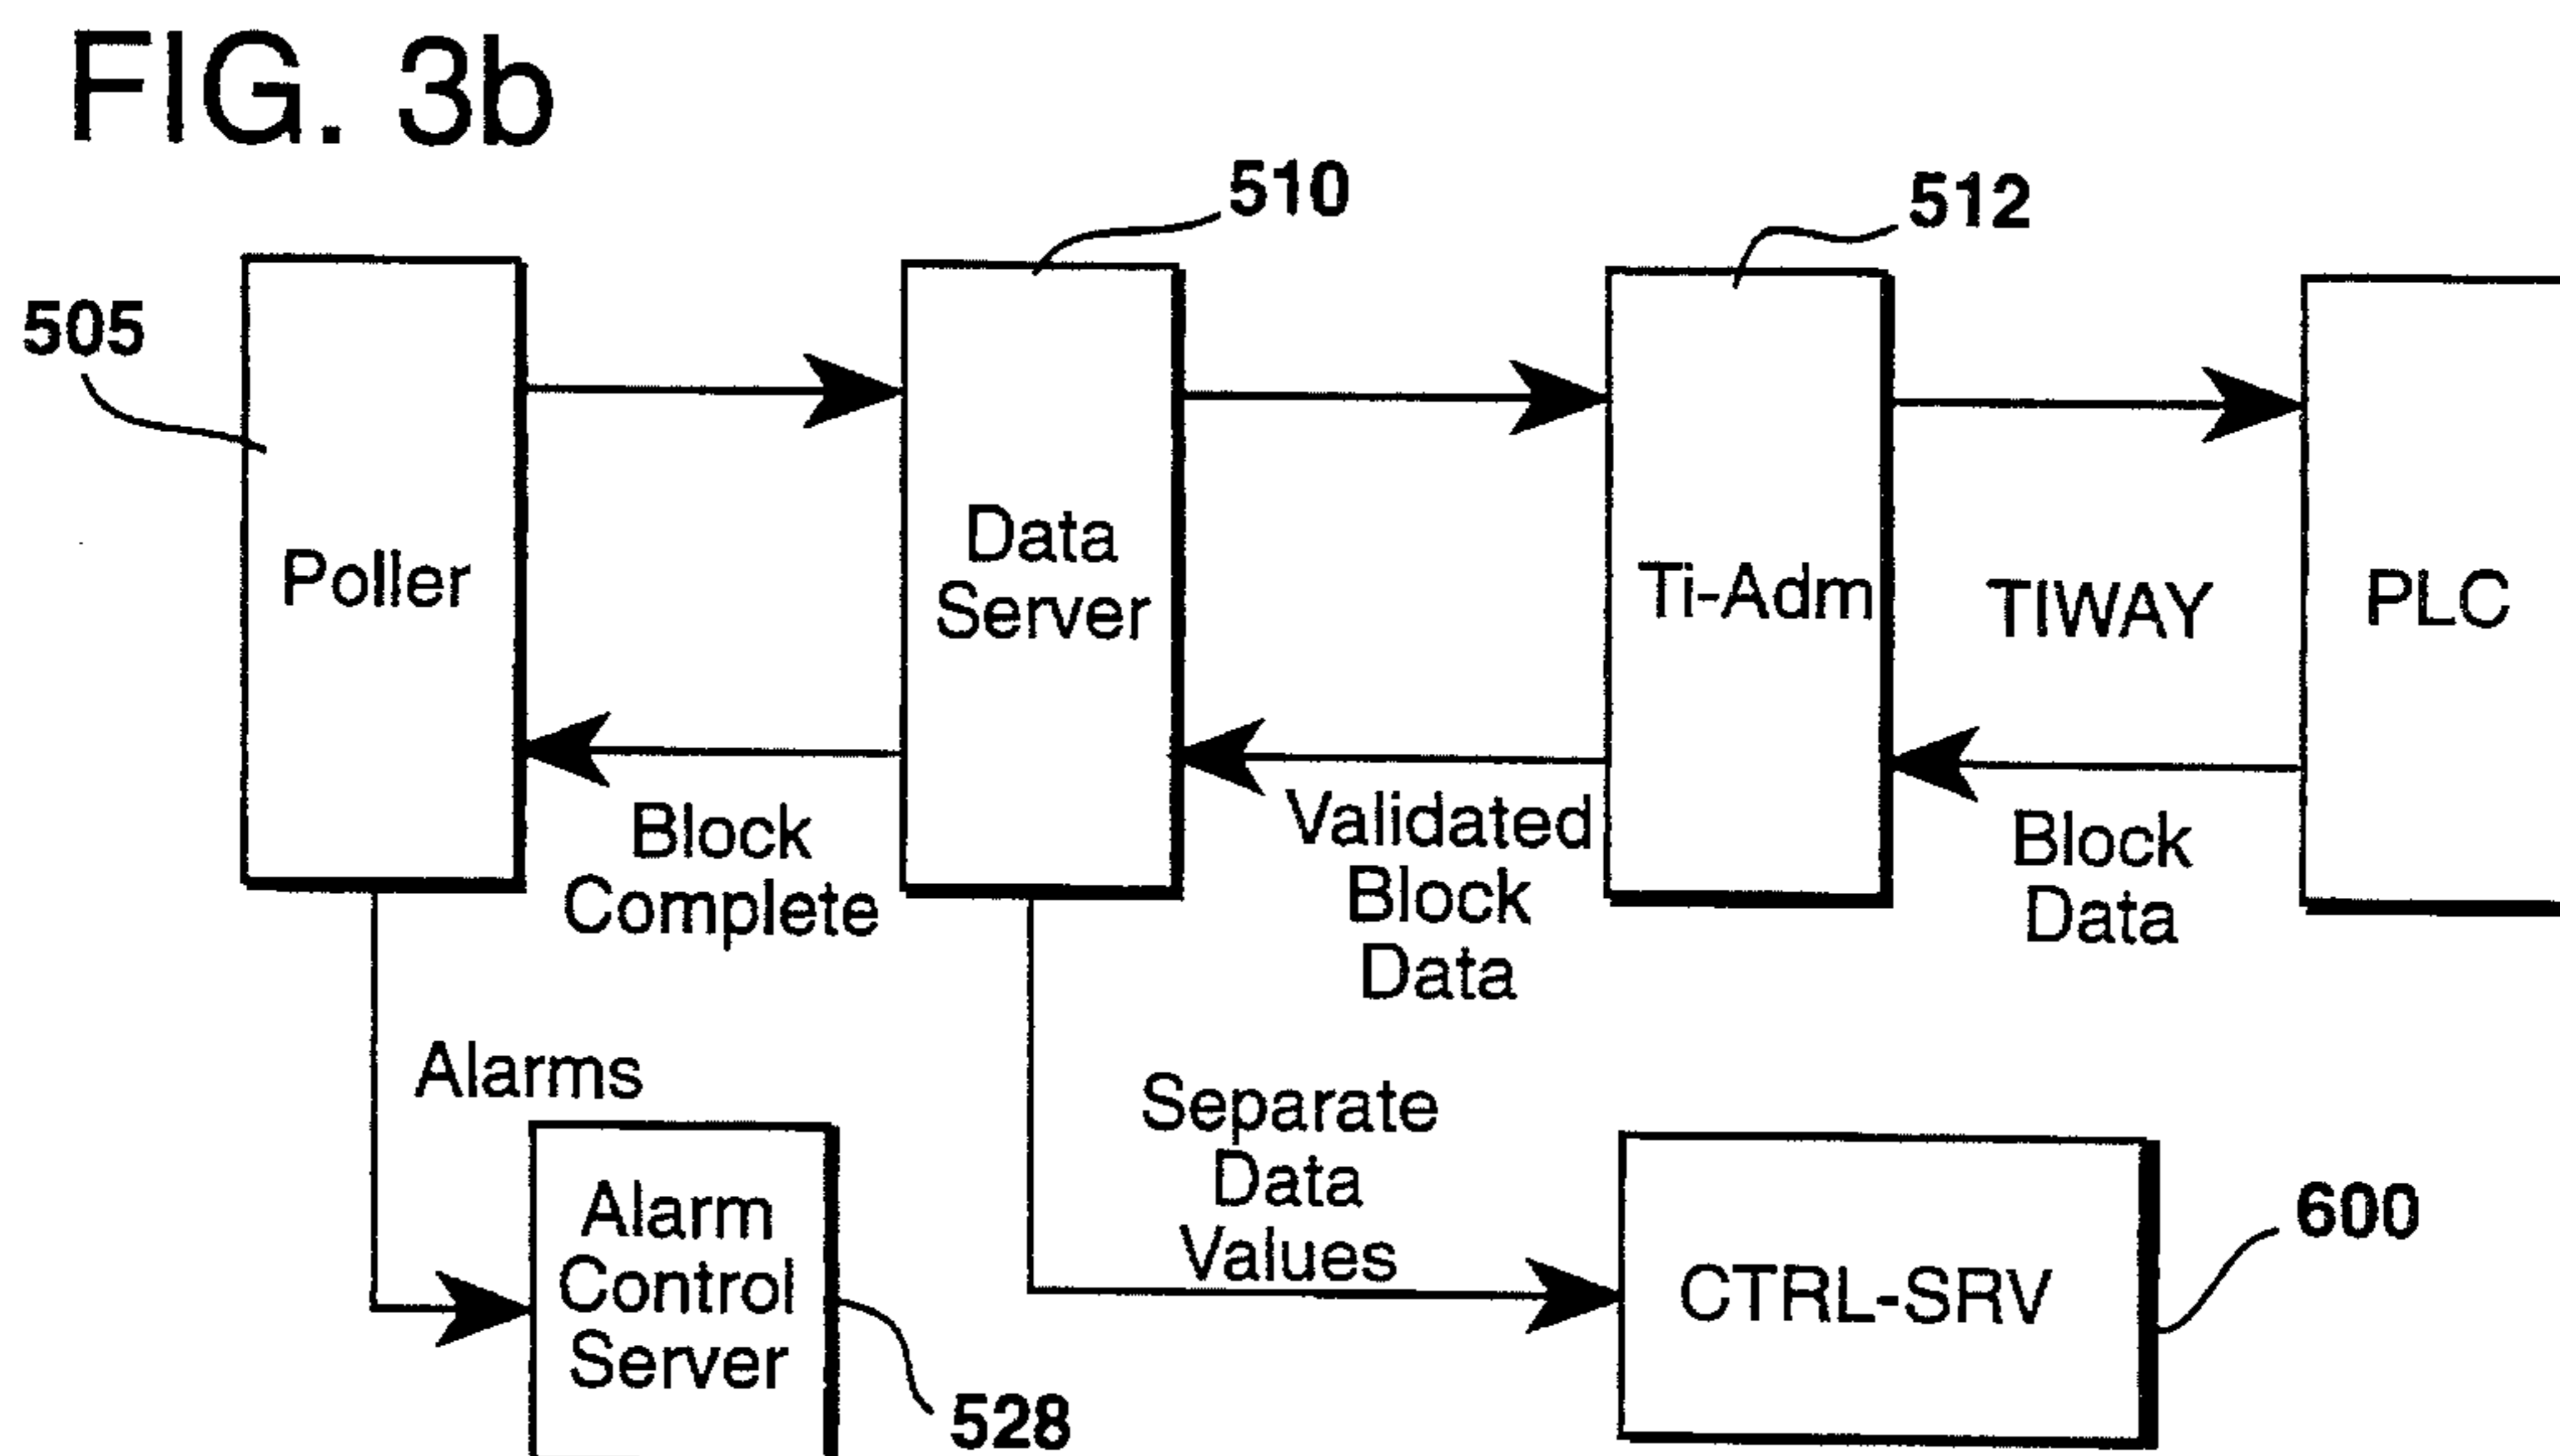 FIG. 3b
510
512
505
Poller
Data
Server
Ti-Adm
TIWAY
PLC
Block
Complete
Validated
Block
Data
Block
Data
Alarms
Separate
Data
Values
Alarm
Control
Server
528
CTRL-SRV
600